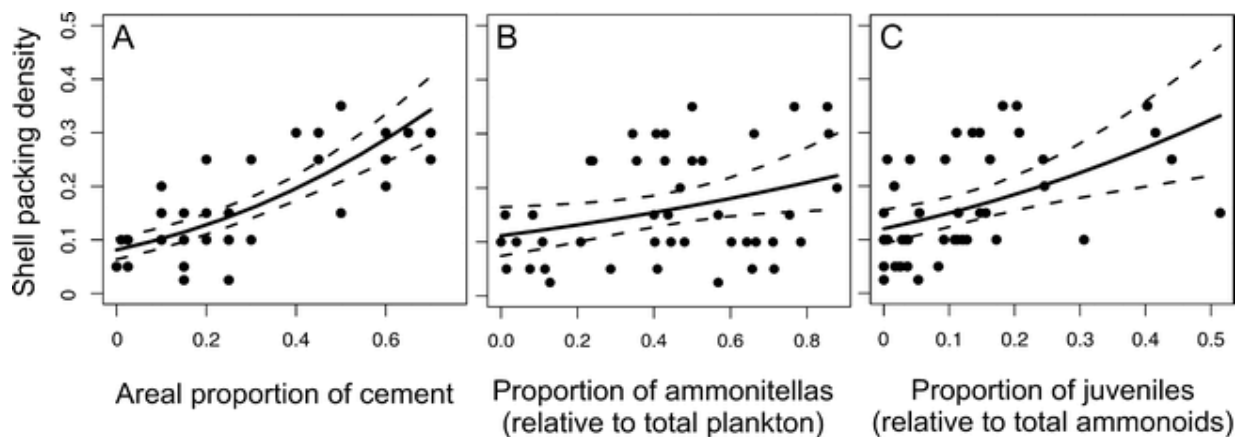 Shell packing density
A
0.5
0.4
0.3
0.2
0.1
0
0 0.2 0.4 0.6
Areal proportion of cement
B
0.0 0.2 0.4 0.6 0.8
Proportion of ammonitellas
(relative to total plankton)
C
0 0.1 0.2 0.3 0.4 0.5
Proportion of juveniles
(relative to total ammonoids)